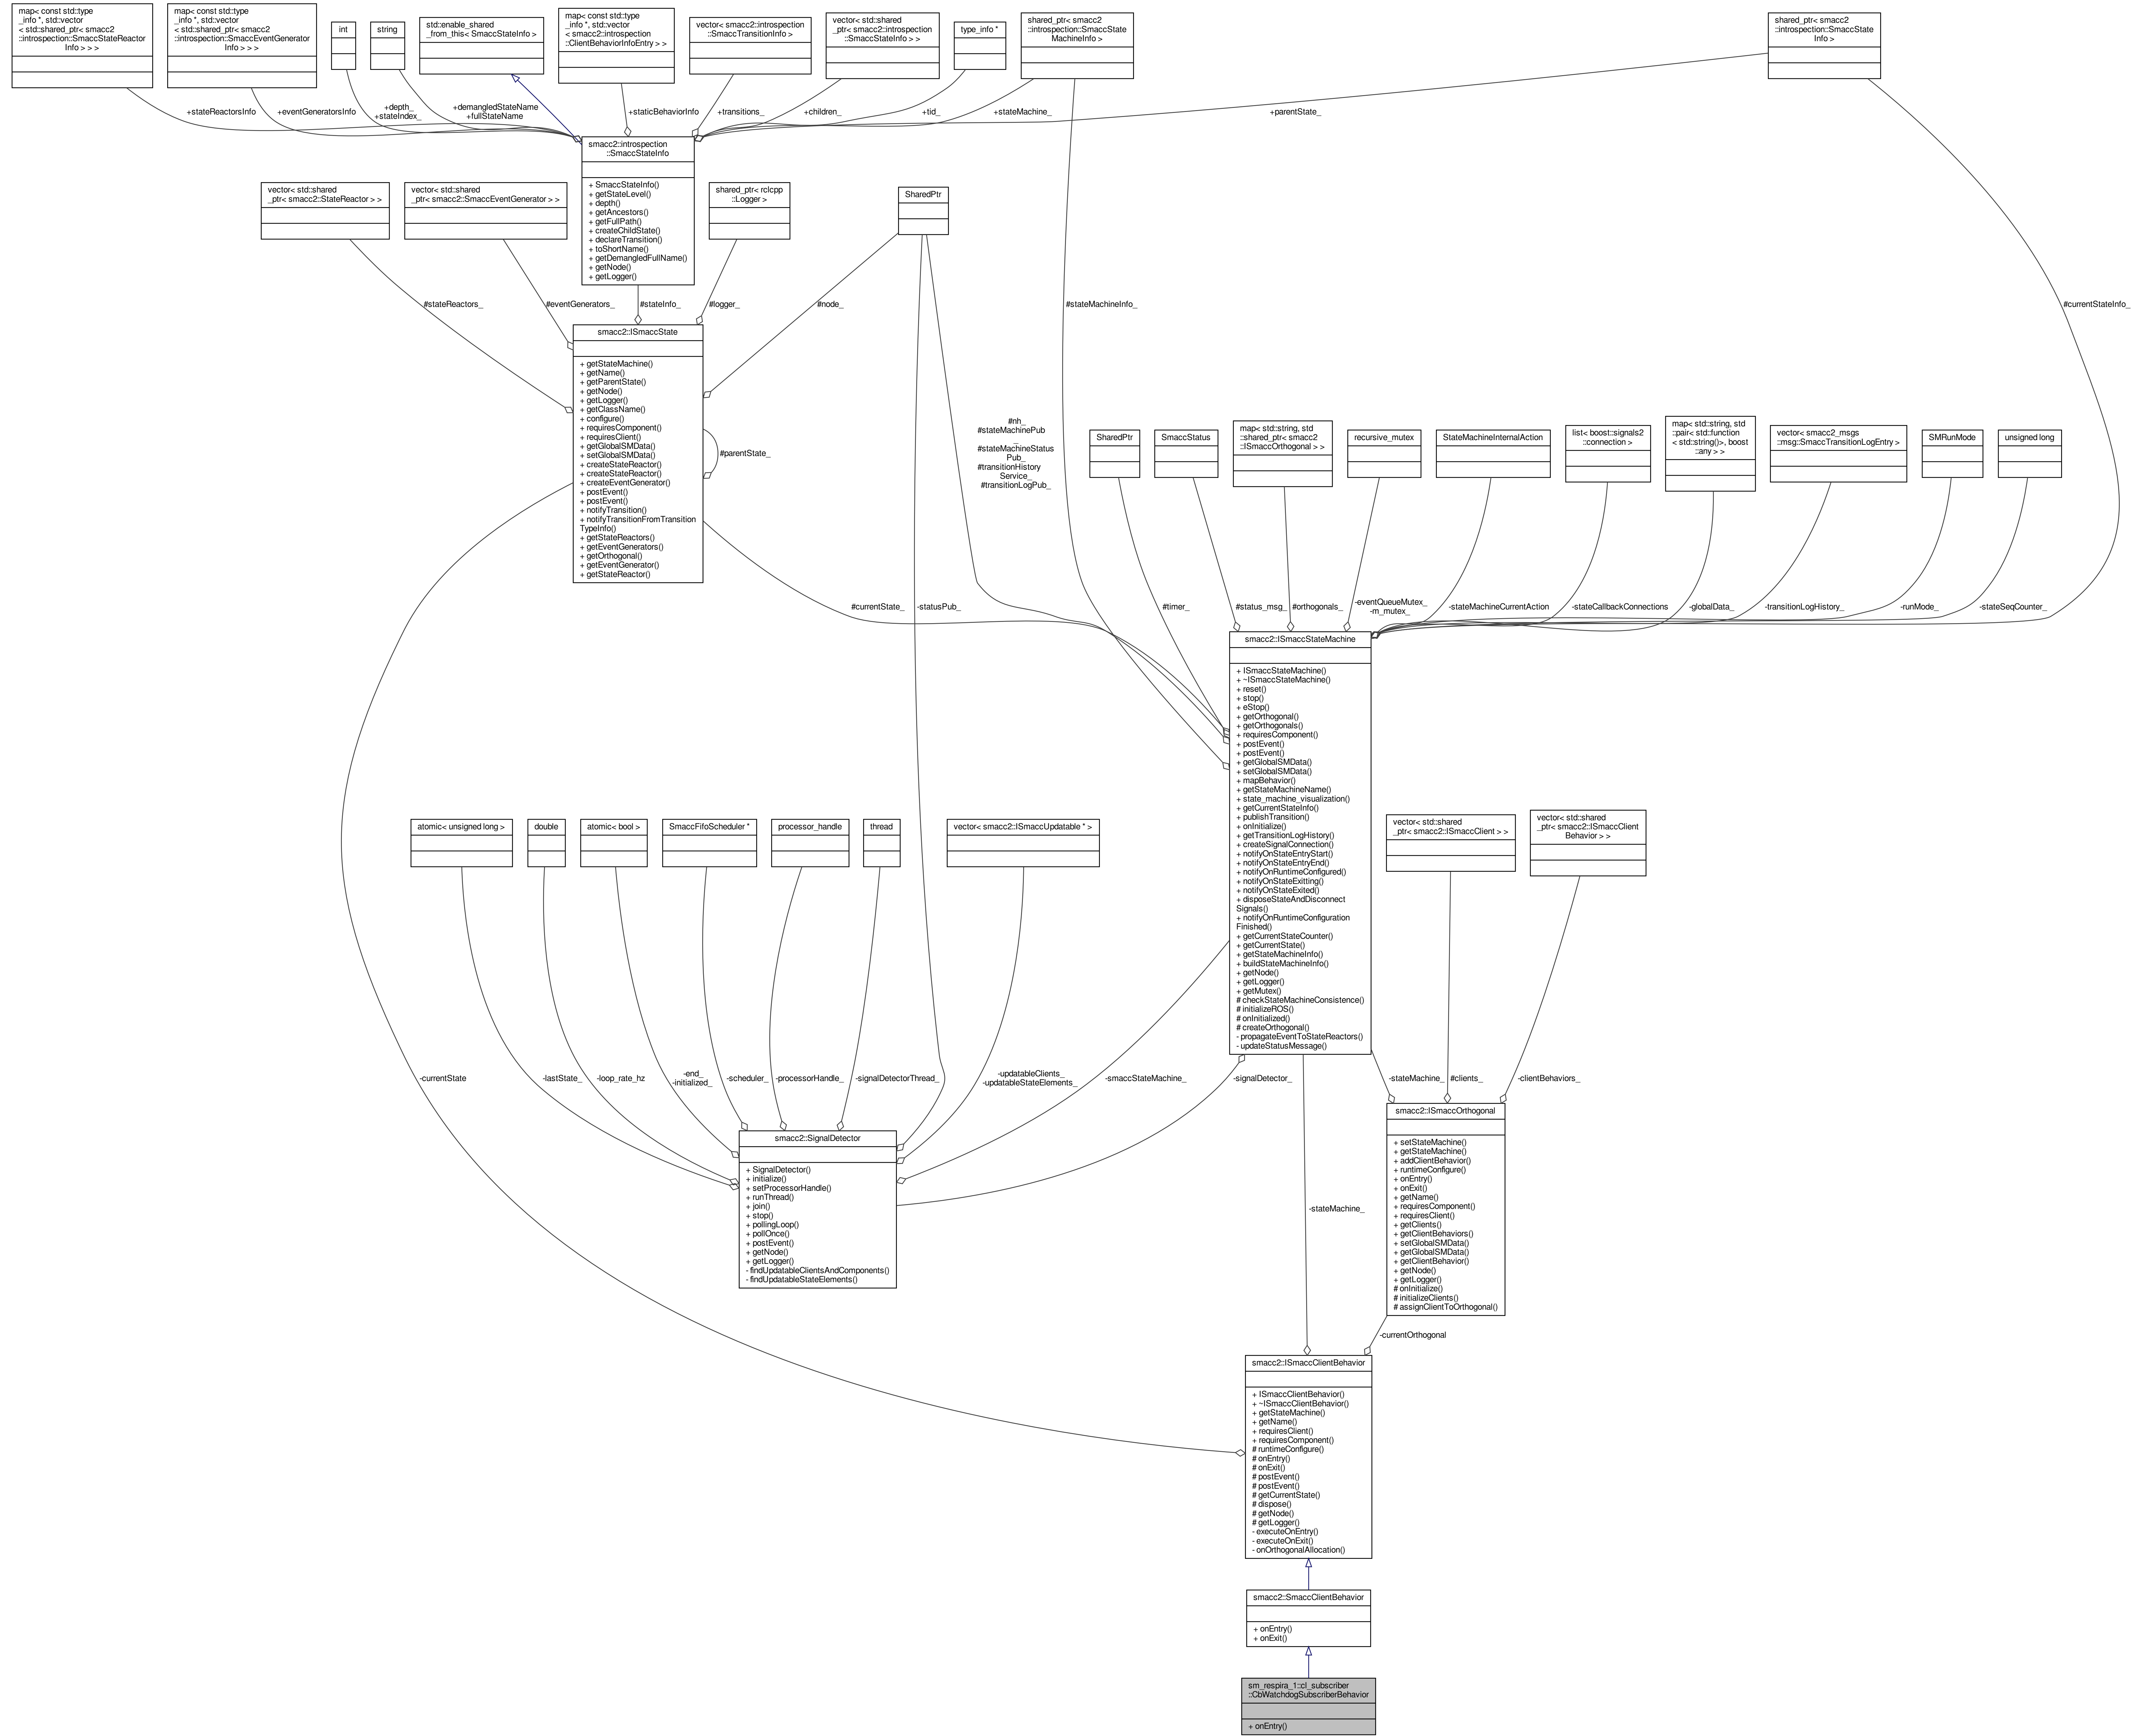 map< const std::type
_info *, std::vector
< std::shared_ptr< smacc2
::introspection::SmaccStateReactor
Info > > >
map< const std::type
_info *, std::vector
< std::shared_ptr< smacc2
::introspection::SmaccEventGenerator
Info > > >
int
string
std::enable_shared
_from_this< SmaccStateInfo >
map< const std::type
_info *, std::vector
< smacc2::introspection
::ClientBehaviorInfoEntry > >
vector< smacc2::introspection
::SmaccTransitionInfo >
vector< std::shared
_ptr< smacc2::introspection
::SmaccStateInfo > >
type_info *
shared_ptr< smacc2
::introspection::SmaccState
MachineInfo >
shared_ptr< smacc2
::introspection::SmaccState
Info >
+stateReactorsInfo
+eventGeneratorsInfo
+depth_
+stateIndex_
+demangledStateName
+fullStateName
+staticBehaviorInfo
+transitions_
+children_
+tid_
+stateMachine_
+parentState_
smacc2::introspection
::SmaccStateInfo
+ SmaccStateInfo()
+ getStateLevel()
+ depth()
+ getAncestors()
+ getFullPath()
+ createChildState()
+ declareTransition()
+ toShortName()
+ getDemangledFullName()
+ getNode()
+ getLogger()
vector< std::shared
_ptr< smacc2::StateReactor > >
vector< std::shared
_ptr< smacc2::SmaccEventGenerator > >
shared_ptr< rclcpp
::Logger >
SharedPtr
#stateReactors_
#eventGenerators_
#stateInfo_
#logger_
#node_
#stateMachineInfo_
#currentStateInfo_
smacc2::ISmaccState
+ getStateMachine()
+ getName()
+ getParentState()
+ getNode()
+ getLogger()
+ getClassName()
+ configure()
+ requiresComponent()
+ requiresClient()
+ getGlobalSMData()
+ setGlobalSMData()
+ createStateReactor()
+ createStateReactor()
+ createEventGenerator()
+ postEvent()
+ postEvent()
+ notifyTransition()
+ notifyTransitionFromTransition
TypeInfo()
+ getStateReactors()
+ getEventGenerators()
+ getOrthogonal()
+ getEventGenerator()
+ getStateReactor()
#parentState_
#nh_
#stateMachinePub
_
#stateMachineStatus
Pub_
#transitionHistory
Service_
#transitionLogPub_
SharedPtr
SmaccStatus
map< std::string, std
::shared_ptr< smacc2
::ISmaccOrthogonal > >
recursive_mutex
StateMachineInternalAction
list< boost::signals2
::connection >
map< std::string, std
::pair< std::function
< std::string()>, boost
::any > >
vector< smacc2_msgs
::msg::SmaccTransitionLogEntry >
SMRunMode
unsigned long
#currentState_
-statusPub_
#timer_
#status_msg_
#orthogonals_
-eventQueueMutex_
-m_mutex_
-stateMachineCurrentAction
-stateCallbackConnections
-globalData_
-transitionLogHistory_
-runMode_
-stateSeqCounter_
smacc2::ISmaccStateMachine
+ ISmaccStateMachine()
+ ~ISmaccStateMachine()
+ reset()
+ stop()
+ eStop()
+ getOrthogonal()
+ getOrthogonals()
+ requiresComponent()
+ postEvent()
+ postEvent()
+ getGlobalSMData()
+ setGlobalSMData()
+ mapBehavior()
+ getStateMachineName()
+ state_machine_visualization()
+ getCurrentStateInfo()
+ publishTransition()
+ onInitialize()
+ getTransitionLogHistory()
+ createSignalConnection()
+ notifyOnStateEntryStart()
+ notifyOnStateEntryEnd()
+ notifyOnRuntimeConfigured()
+ notifyOnStateExitting()
+ notifyOnStateExited()
+ disposeStateAndDisconnect
Signals()
+ notifyOnRuntimeConfiguration
Finished()
+ getCurrentStateCounter()
+ getCurrentState()
+ getStateMachineInfo()
+ buildStateMachineInfo()
+ getNode()
+ getLogger()
+ getMutex()
# checkStateMachineConsistence()
# initializeROS()
# onInitialized()
# createOrthogonal()
- propagateEventToStateReactors()
- updateStatusMessage()
atomic< unsigned long >
double
atomic< bool >
SmaccFifoScheduler *
processor_handle
thread
vector< smacc2::ISmaccUpdatable * >
vector< std::shared
_ptr< smacc2::ISmaccClient > >
vector< std::shared
_ptr< smacc2::ISmaccClient
Behavior > >
-currentState
-lastState_
-loop_rate_hz
-end_
-initialized_
-scheduler_
-processorHandle_
-signalDetectorThread_
-updatableClients_
-updatableStateElements_
-smaccStateMachine_
-signalDetector_
-stateMachine_
#clients_
-clientBehaviors_
smacc2::SignalDetector
+ SignalDetector()
+ initialize()
+ setProcessorHandle()
+ runThread()
+ join()
+ stop()
+ pollingLoop()
+ pollOnce()
+ postEvent()
+ getNode()
+ getLogger()
- findUpdatableClientsAndComponents()
- findUpdatableStateElements()
smacc2::ISmaccOrthogonal
+ setStateMachine()
+ getStateMachine()
+ addClientBehavior()
+ runtimeConfigure()
+ onEntry()
+ onExit()
+ getName()
+ requiresComponent()
+ requiresClient()
+ getClients()
+ getClientBehaviors()
+ setGlobalSMData()
+ getGlobalSMData()
+ getClientBehavior()
+ getNode()
+ getLogger()
# onInitialize()
# initializeClients()
# assignClientToOrthogonal()
-stateMachine_
-currentOrthogonal
smacc2::ISmaccClientBehavior
+ ISmaccClientBehavior()
+ ~ISmaccClientBehavior()
+ getStateMachine()
+ getName()
+ requiresClient()
+ requiresComponent()
# runtimeConfigure()
# onEntry()
# onExit()
# postEvent()
# postEvent()
# getCurrentState()
# dispose()
# getNode()
# getLogger()
- executeOnEntry()
- executeOnExit()
- onOrthogonalAllocation()
smacc2::SmaccClientBehavior
+ onEntry()
+ onExit()
sm_respira_1::cl_subscriber
::CbWatchdogSubscriberBehavior
+ onEntry()